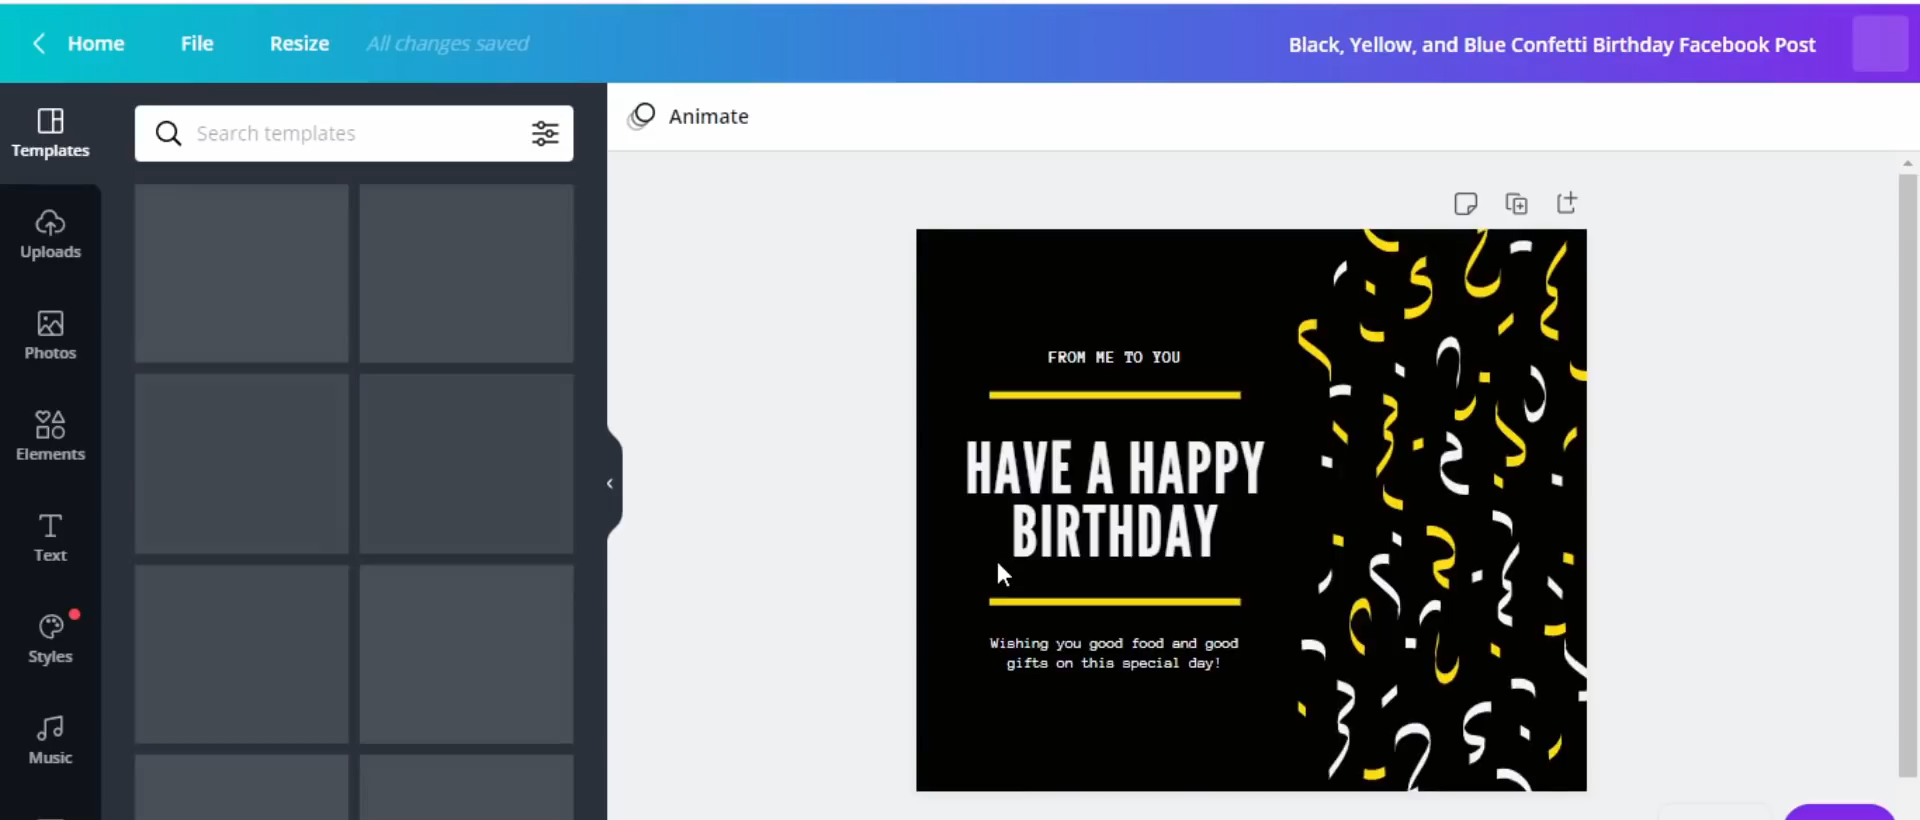 Home File Resize All changes saved Black, Yellow, and Blue Confetti Birthday Facebook Post
Templates
Search templates
Animate
Uploads
Photos
Elements
Text
Styles
Music
FROM ME TO YOU
HAVE A HAPPY
BIRTHDAY
Wishing you good food and good
gifts on this special day!